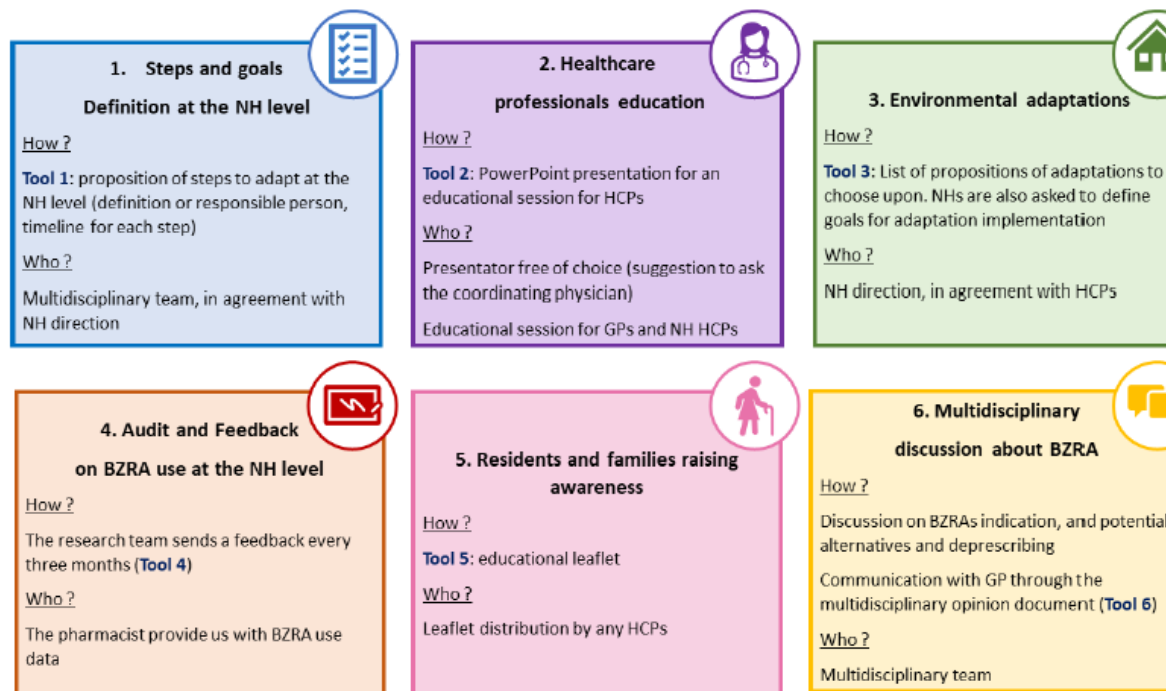 1. Steps and goals
Definition at the NH level
How ?
Tool 1: proposition of steps to adapt at the
NH level (definition or responsible person,
timeline for each step)
Who ?
Multidisciplinary team, in agreement with
NH direction
2. Healthcare
professionals education
How ?
Tool 2: PowerPoint presentation for an
educational session for HCPs
Who ?
Presentator free of choice (suggestion to ask
the coordinating physician)
Educational session for GPs and NH HCPs
3. Environmental adaptations
How ?
Tool 3: List of propositions of adaptations to
choose upon. NHs are also asked to define
goals for adaptation implementation
Who ?
NH direction, in agreement with HCPs
4. Audit and Feedback
on BZRA use at the NH level
How ?
The research team sends a feedback every
three months (Tool 4)
Who ?
The pharmacist provide us with BZRA use
data
5. Residents and families raising
awareness
How ?
Tool 5: educational leaflet
Who ?
Leaflet distribution by any HCPs
6. Multidisciplinary
discussion about BZRA
How ?
Discussion on BZRAs indication, and potential
alternatives and deprescribing
Communication with GP through the
multidisciplinary opinion document (Tool 6)
Who ?
Multidisciplinary team